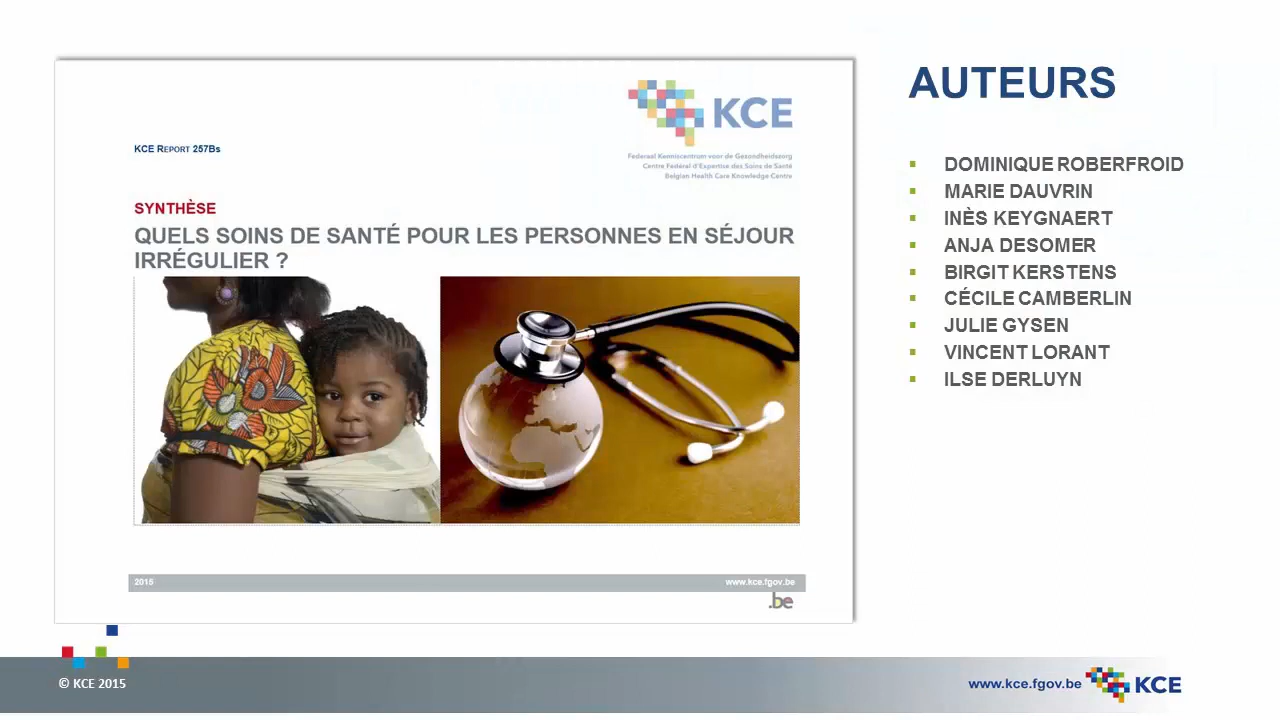 KCE
Federaal Kenniscentrum voor de Gezondheidszorg
Centre Fédéral d'Expertise des Soins de Santé
Belgian Health Care Knowledge Centre
KCE REPORT 257Bs
SYNTHÈSE
QUELS SOINS DE SANTÉ POUR LES PERSONNES EN SÉJOUR
IRRÉGULIER ?
2015
www.kce.fgov.be
.be
AUTEURS
DOMINIQUE ROBERFROID
MARIE DAUVRIN
INÈS KEYGNAERT
ANJA DESOMER
BIRGIT KERSTENS
CÉCILE CAMBERLIN
JULIE GYSEN
VINCENT LORANT
ILSE DERLUYN
© KCE 2015
www.kce.fgov.be
KCE